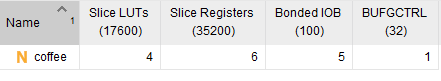 Name 1 Slice LUTs Slice Registers Bonded IOB BUFGCTRL
(17600) (35200) (100) (32)
N coffee 4 6 5 1